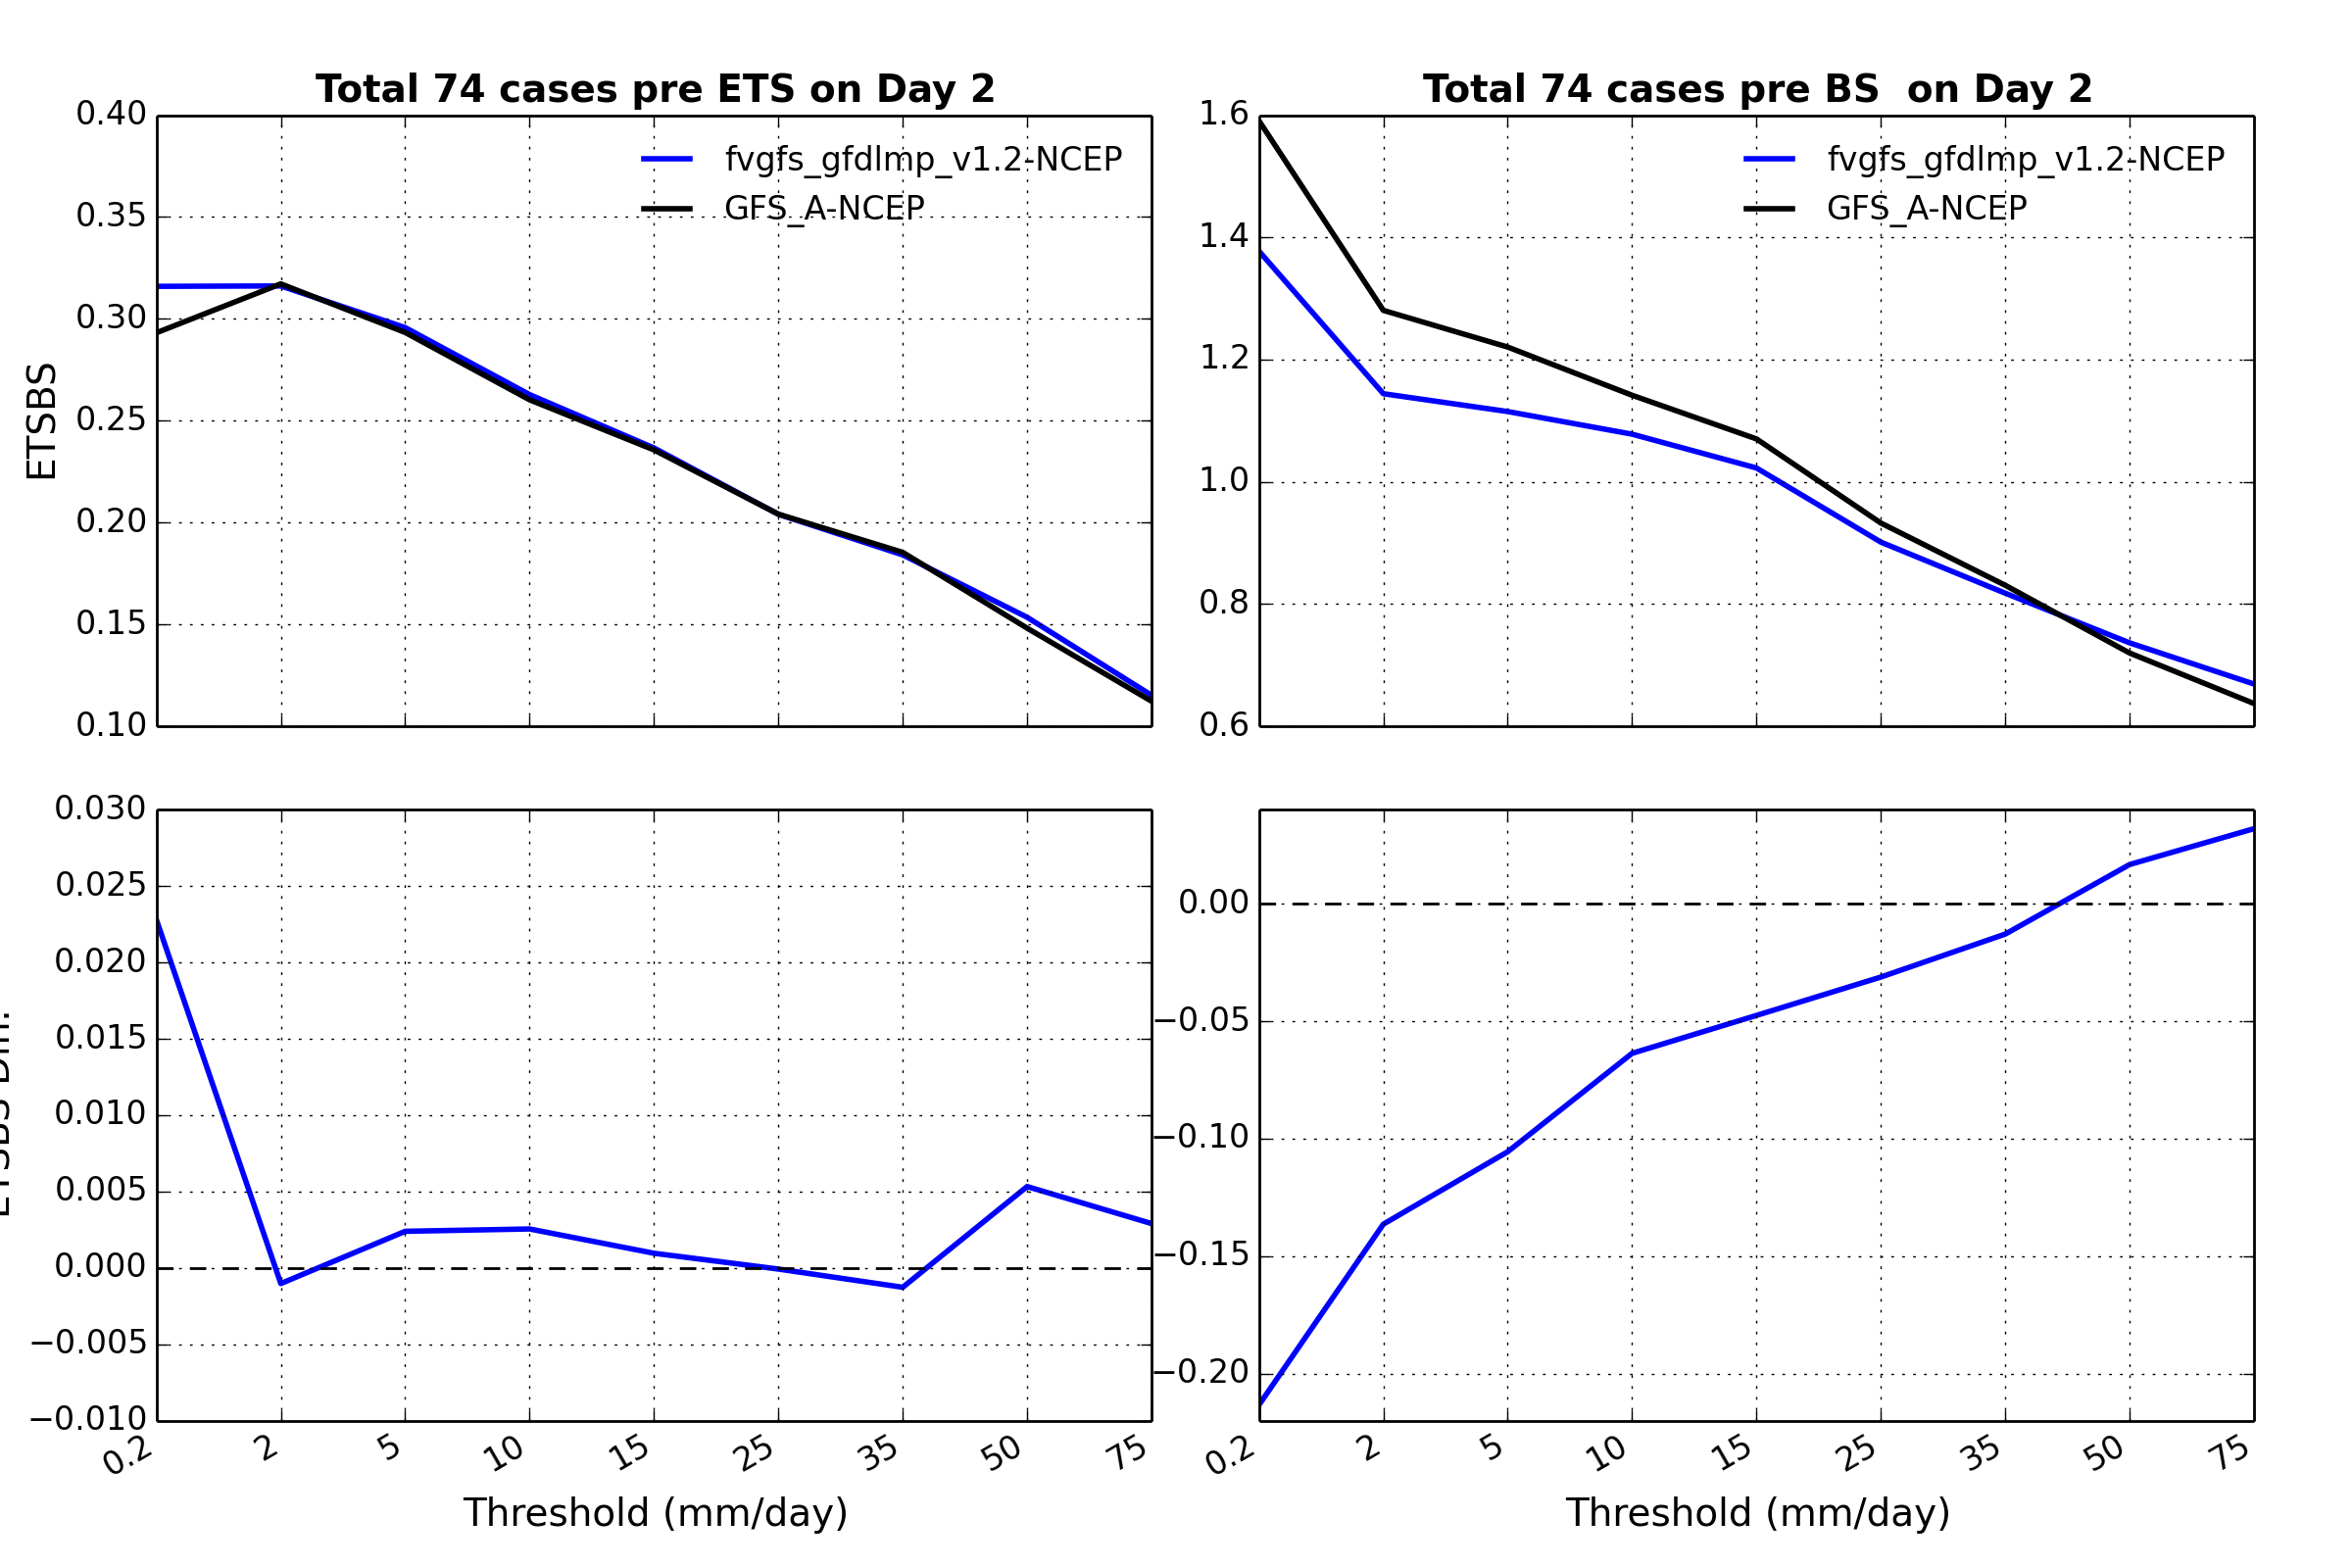 Total 74 cases pre ETS on Day 2
0.40
0.35
0.30
0.25
0.20
0.15
0.10
ETSBS
fvgfs_gfdlmp_v1.2-NCEP
GFS_A-NCEP
Total 74 cases pre BS  on Day 2
1.6
1.4
1.2
1.0
0.8
0.6
fvgfs_gfdlmp_v1.2-NCEP
GFS_A-NCEP
0.030
0.025
0.020
0.015
0.010
0.005
0.000
−0.005
−0.010
0.2 2 5 10 15 25 35 50 75
Threshold (mm/day)
0.00
−0.05
−0.10
−0.15
−0.20
0.2 2 5 10 15 25 35 50 75
Threshold (mm/day)